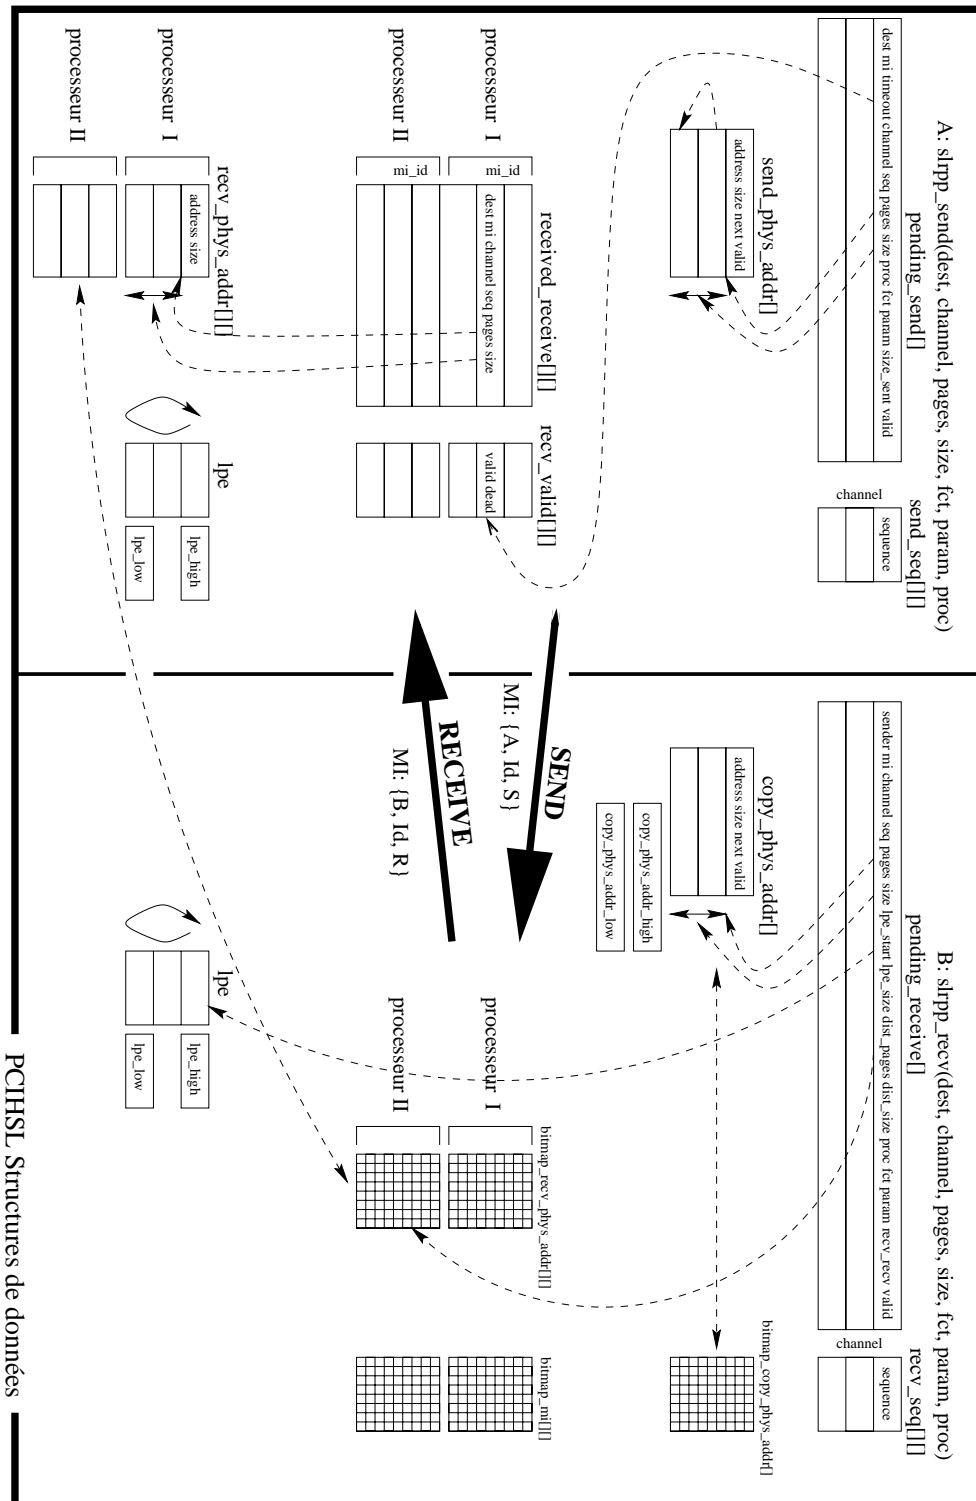 A: slrpp_send(dest, channel, pages, size, fct, param, proc)
pending_send[]
dest mi timeout channel seq pages size proc fct param size_sent valid
send_seq[][]
channel
sequence
send_phys_addr[]
address size next valid
received_receive[][]
processeur I
mi_id
dest mi channel seq pages size
processeur II
mi_id
recv_valid[][]
valid dead
recv_phys_addr[][]
processeur I
address size
processeur II
lpe
lpe_high
lpe_low
SEND
MI: {A, Id, S}
RECEIVE
MI: {B, Id, R}
B: slrpp_recv(dest, channel, pages, size, fct, param, proc)
pending_receive[]
sender mi channel seq pages size lpe_start lpe_size dist_pages dist_size proc fct param recv_recv valid
recv_seq[][]
channel
sequence
copy_phys_addr[]
address size next valid
copy_phys_addr_high
copy_phys_addr_low
bitmap_copy_phys_addr[]
processeur I
processeur II
bitmap_recv_phys_addr[][]
bitmap_mi[][]
lpe
lpe_high
lpe_low
PCIHSL Structures de données